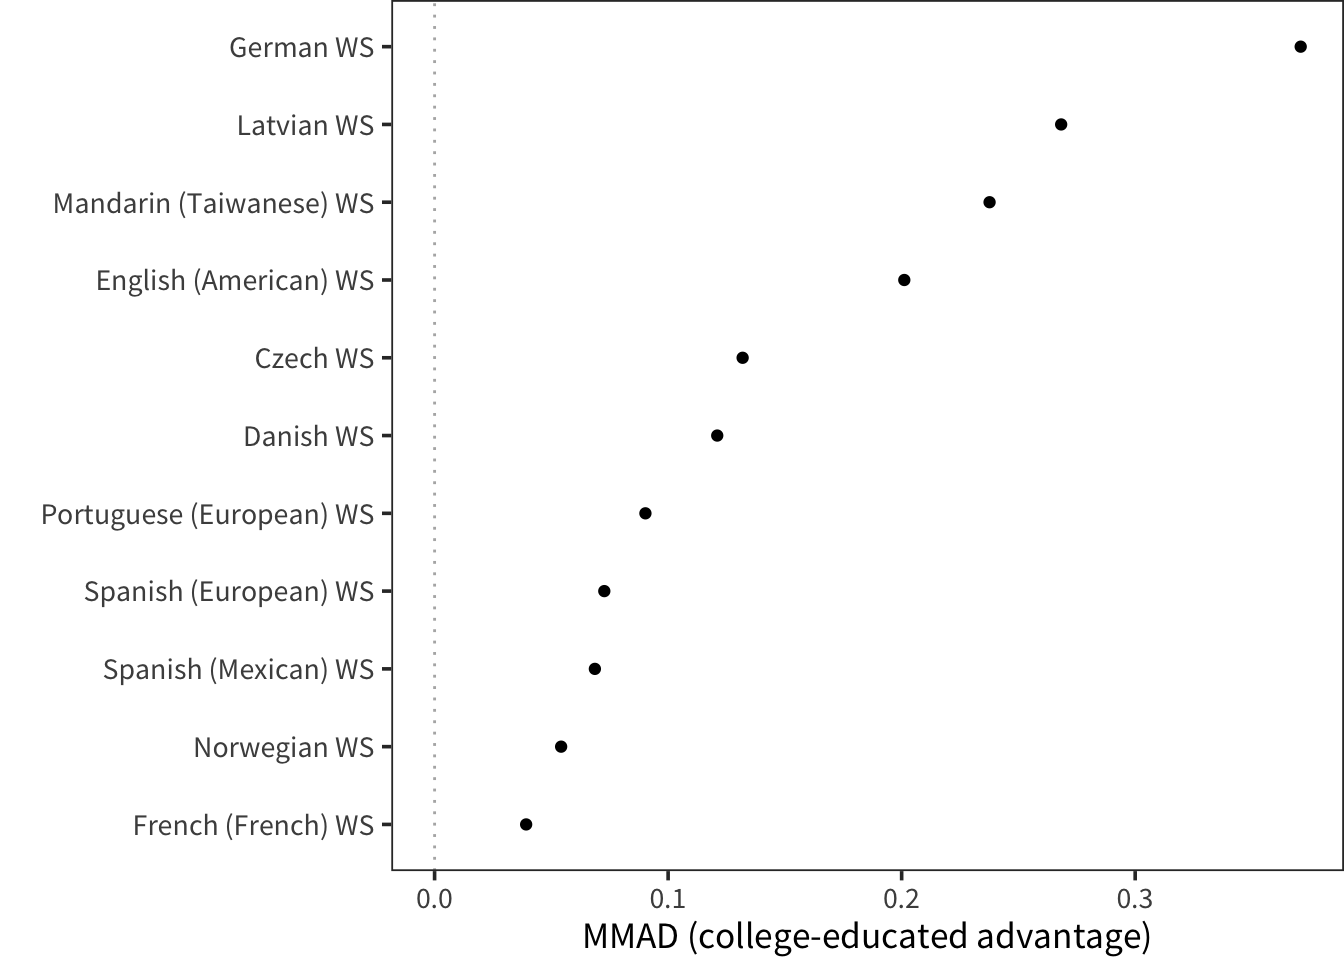 German WS
Latvian WS
Mandarin (Taiwanese) WS
English (American) WS
Czech WS
Danish WS
Portuguese (European) WS
Spanish (European) WS
Spanish (Mexican) WS
Norwegian WS
French (French) WS
0.0 0.1 0.2 0.3
MMAD (college-educated advantage)